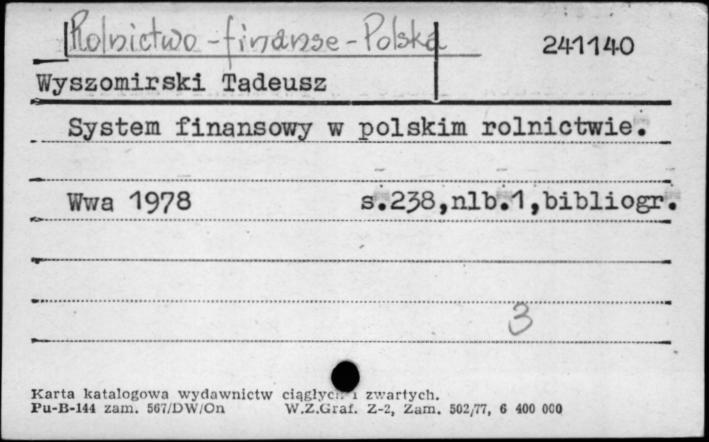 Rolnictwo - finanse - Polska 241140
Wyszomirski Tadeusz
System finansowy w polskim rolnictwie.
Wwa 1978 s.238,nlb.1,bibliogr.
3
Karta katalogowa wydawnictw ciągłych i zwartych.
Pu-B-144 zam. 567/DW/On W.Z.Graf. Z-2, Zam. 502/77, 6 400 000